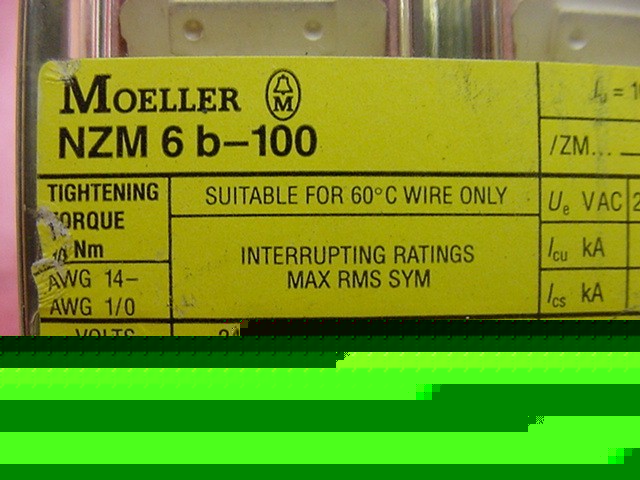 MOELLER M
NZM 6 b–100
TIGHTENING
TORQUE
Nm
AWG 14–
AWG 1/0
SUITABLE FOR 60°C WIRE ONLY
INTERRUPTING RATINGS
MAX RMS SYM
VOLTS
/ZM...
Ue VAC 2
Icu kA
Ics kA